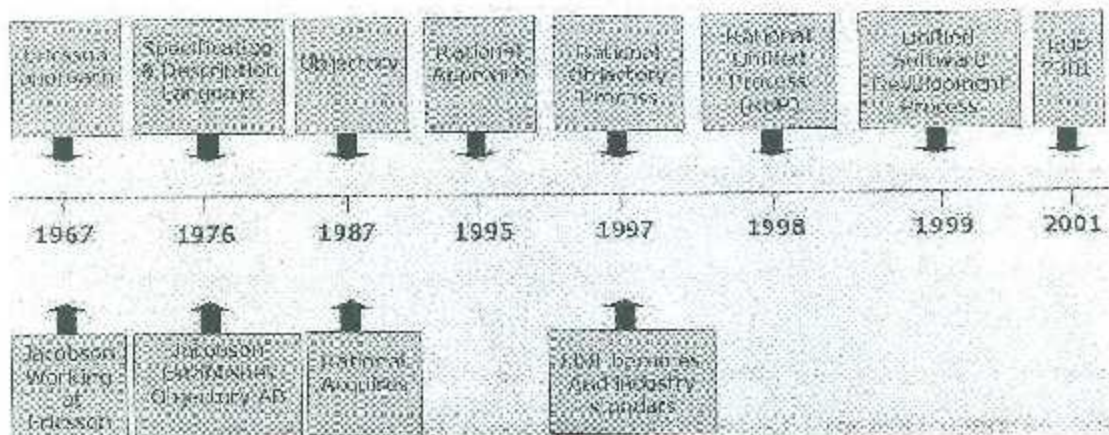 Ericsson
approach
Specification
& Description
Language
Objectory
Rational
Approach
Rational
Objectory
Process
Rational
Unified
Process
(RUP)
Unified
Software
Development
Process
RUP
2001
1967
1976
1987
1995
1997
1998
1999
2001
Jacobson
Working
of
Ericsson
Jacobson
Establishes
Objectory AB
Rational
Acquires
UML becomes
And industry
standars